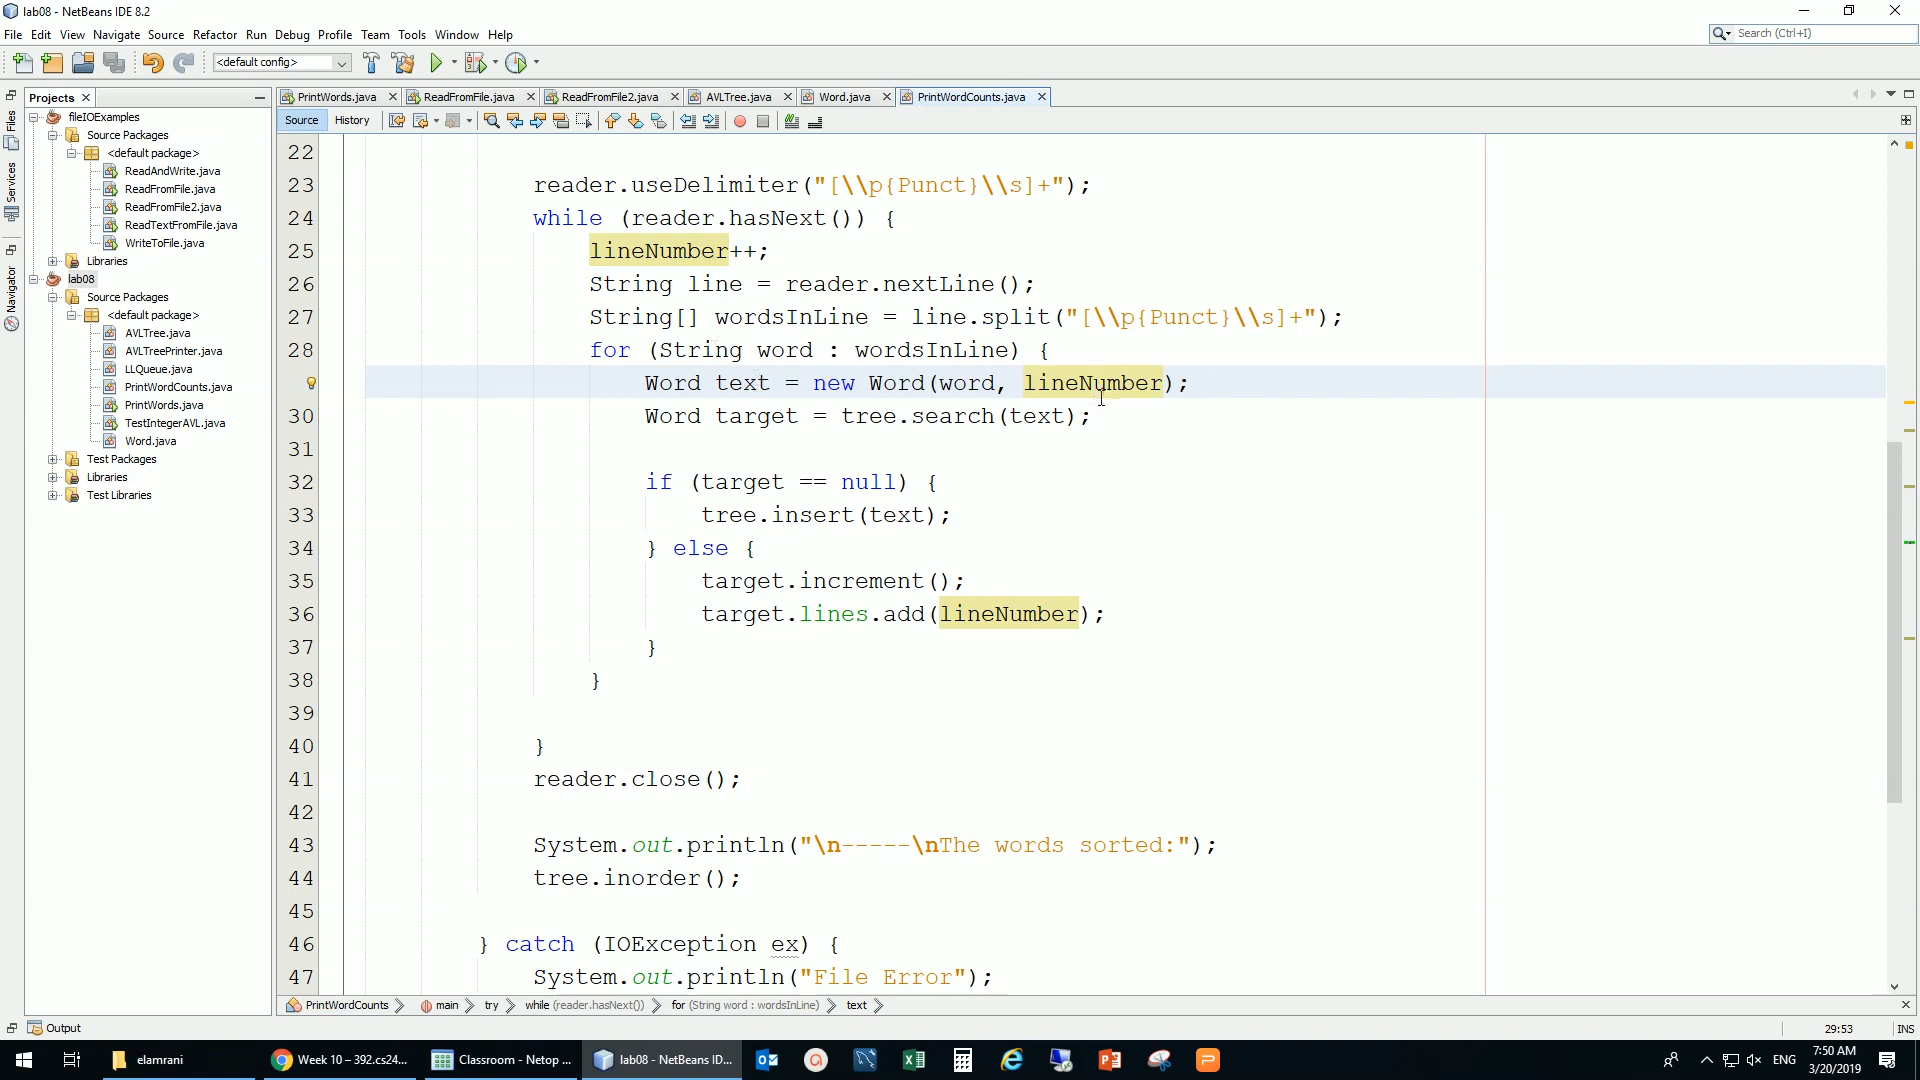 lab08 - NetBeans IDE 8.2
File Edit View Navigate Source Refactor Run Debug Profile Team Tools Window Help
Search (Ctrl+I)
<default config>
Files
Services
Navigator
Projects
fileIOExamples
Source Packages
<default package>
ReadAndWrite.java
ReadFromFile.java
ReadFromFile2.java
ReadTextFromFile.java
WriteToFile.java
Libraries
lab08
Source Packages
<default package>
AVLTree.java
AVLTreePrinter.java
LLQueue.java
PrintWordCounts.java
PrintWords.java
TestIntegerAVL.java
Word.java
Test Packages
Libraries
Test Libraries
PrintWords.java ReadFromFile.java ReadFromFile2.java AVLTree.java Word.java PrintWordCounts.java
Source History
22
23 reader.useDelimiter("[\\p{Punct}\\s]+");
24 while (reader.hasNext()) {
25 lineNumber++;
26 String line = reader.nextLine();
27 String[] wordsInLine = line.split("[\\p{Punct}\\s]+");
28 for (String word : wordsInLine) {
Word text = new Word(word, lineNumber);
30 Word target = tree.search(text);
31
32 if (target == null) {
33 tree.insert(text);
34 } else {
35 target.increment();
36 target.lines.add(lineNumber);
37 }
38 }
39
40 }
41 reader.close();
42
43 System.out.println("\n-----\nThe words sorted:");
44 tree.inorder();
45
46 } catch (IOException ex) {
47 System.out.println("File Error");
PrintWordCounts main try while (reader.hasNext()) for (String word : wordsInLine) text
Output
29:53 INS
elamrani
Week 10 – 392.cs24...
Classroom - Netop ...
lab08 - NetBeans ID...
ENG
7:50 AM
3/20/2019